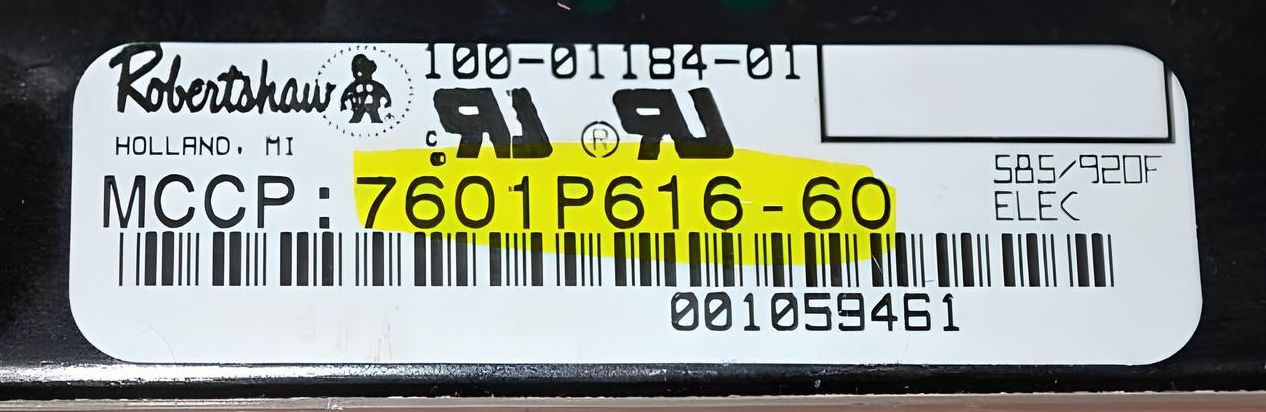 Robertshaw
100-01184-01
HOLLAND, MI
MCCP: 7601P616-60
585/920F
ELEC
001059461